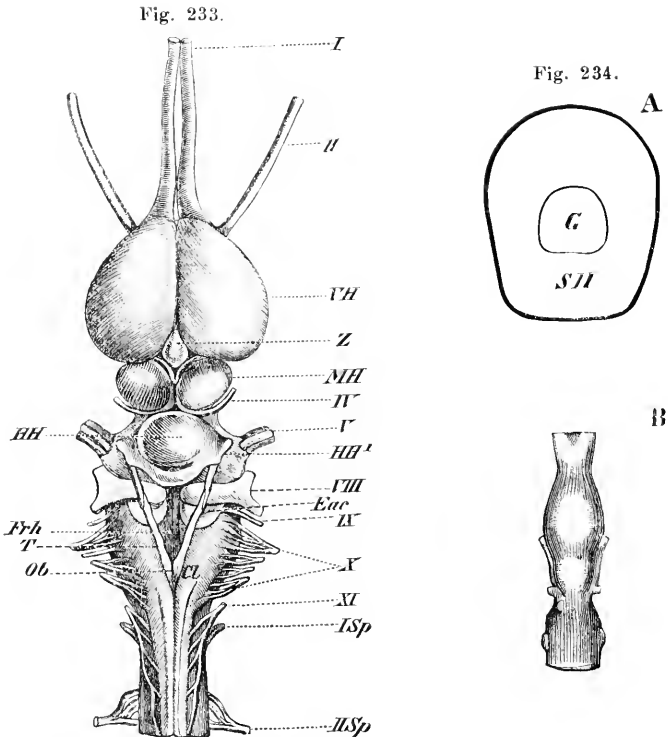 Fig. 233.
I
II
VH
Z
MH
IV
V
HH
HH¹
VIII
Eac
IX
Frh
T
X
Ob
Cl
XI
ISp
IISp
Fig. 234.
A
G
SH
B